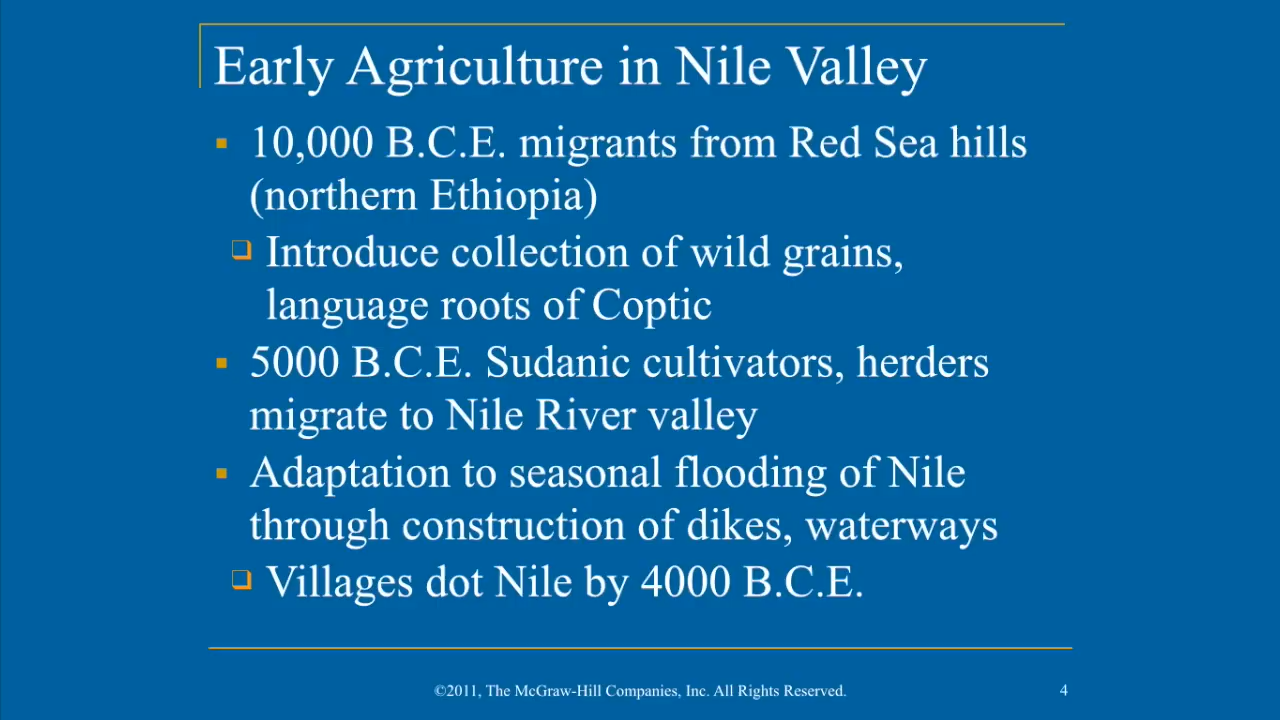 Early Agriculture in Nile Valley
10,000 B.C.E. migrants from Red Sea hills
(northern Ethiopia)
Introduce collection of wild grains,
language roots of Coptic
5000 B.C.E. Sudanic cultivators, herders
migrate to Nile River valley
Adaptation to seasonal flooding of Nile
through construction of dikes, waterways
Villages dot Nile by 4000 B.C.E.
©2011, The McGraw-Hill Companies, Inc. All Rights Reserved.
4